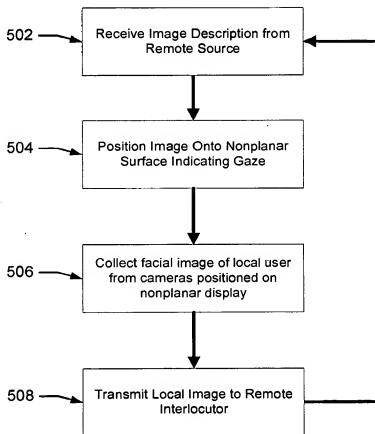 502
Receive Image Description from
Remote Source
504
Position Image Onto Nonplanar
Surface Indicating Gaze
506
Collect facial image of local user
from cameras positioned on
nonplanar display
508
Transmit Local Image to Remote
Interlocutor